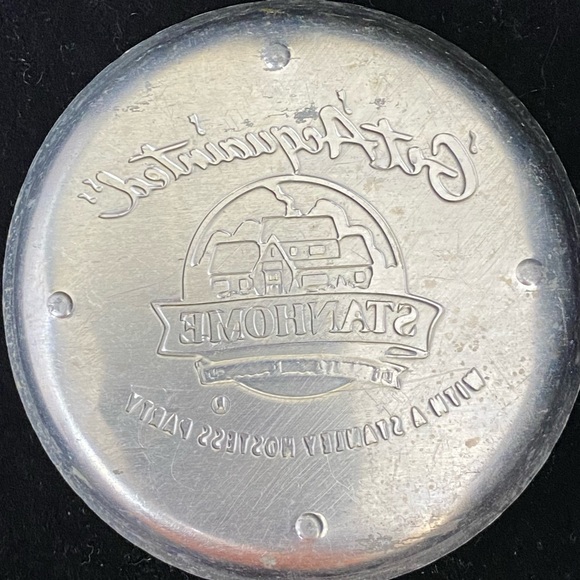 "Get Acquainted"
STANHOME
WITH A STANLEY HOSTESS PARTY